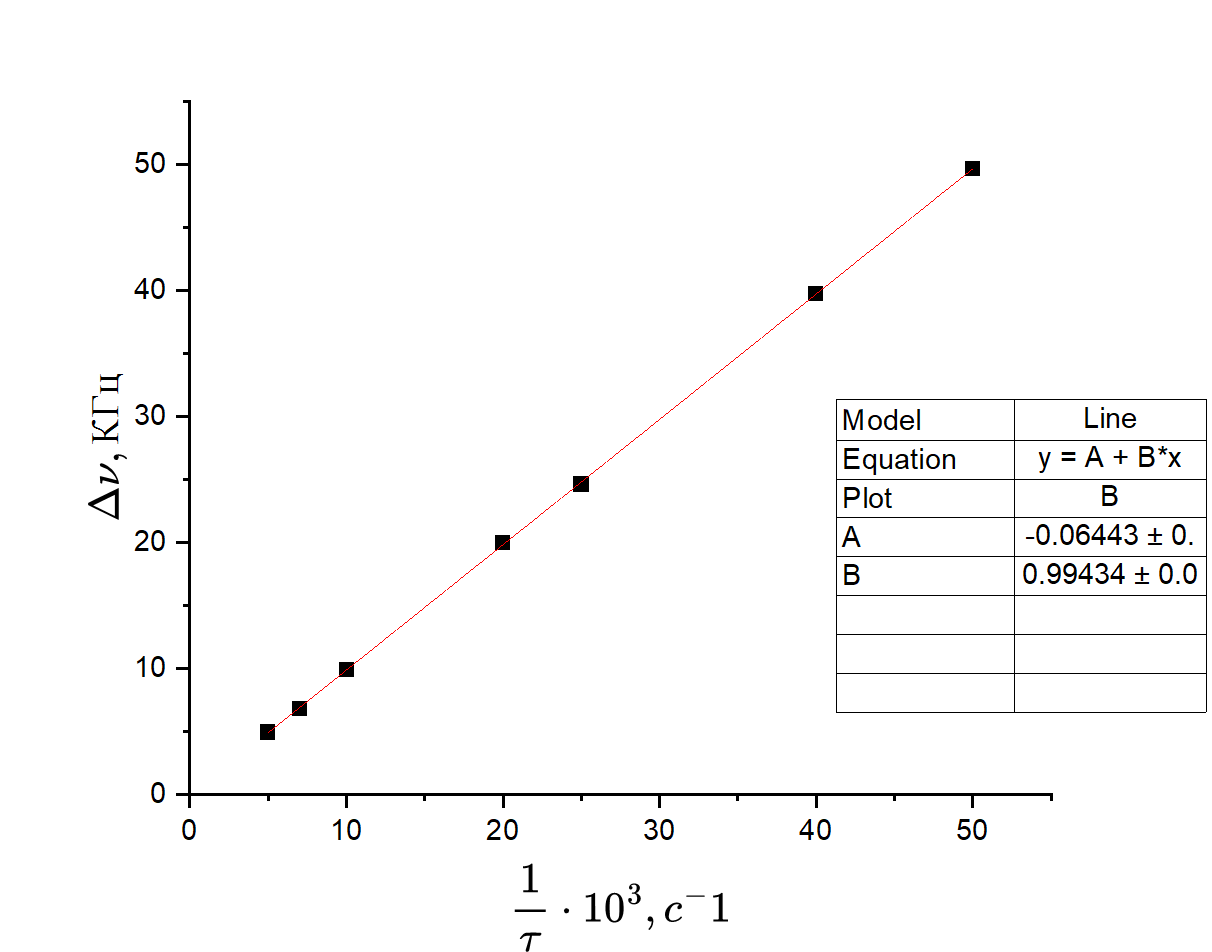 50
40
30
20
10
0
Δν, КГц
0 10 20 30 40 50
1/τ · 10³, c⁻1
Model Line
Equation y = A + B*x
Plot B
A -0.06443 ± 0.
B 0.99434 ± 0.0